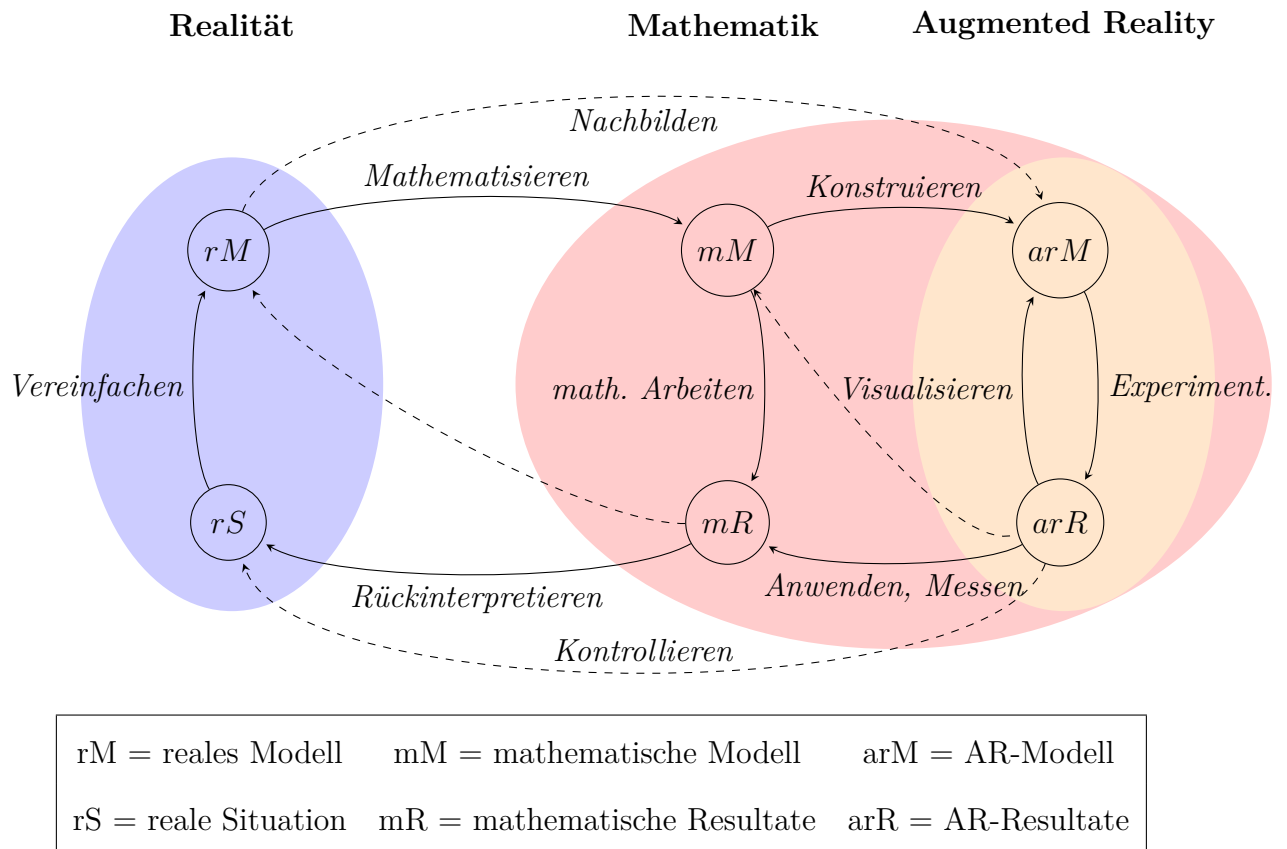 Realität Mathematik Augmented Reality
Nachbilden
Mathematisieren Konstruieren
rM mM arM
Vereinfachen math. Arbeiten Visualisieren Experiment.
rS mR arR
Rückinterpretieren Anwenden, Messen
Kontrollieren
rM = reales Modell mM = mathematische Modell arM = AR-Modell
rS = reale Situation mR = mathematische Resultate arR = AR-Resultate